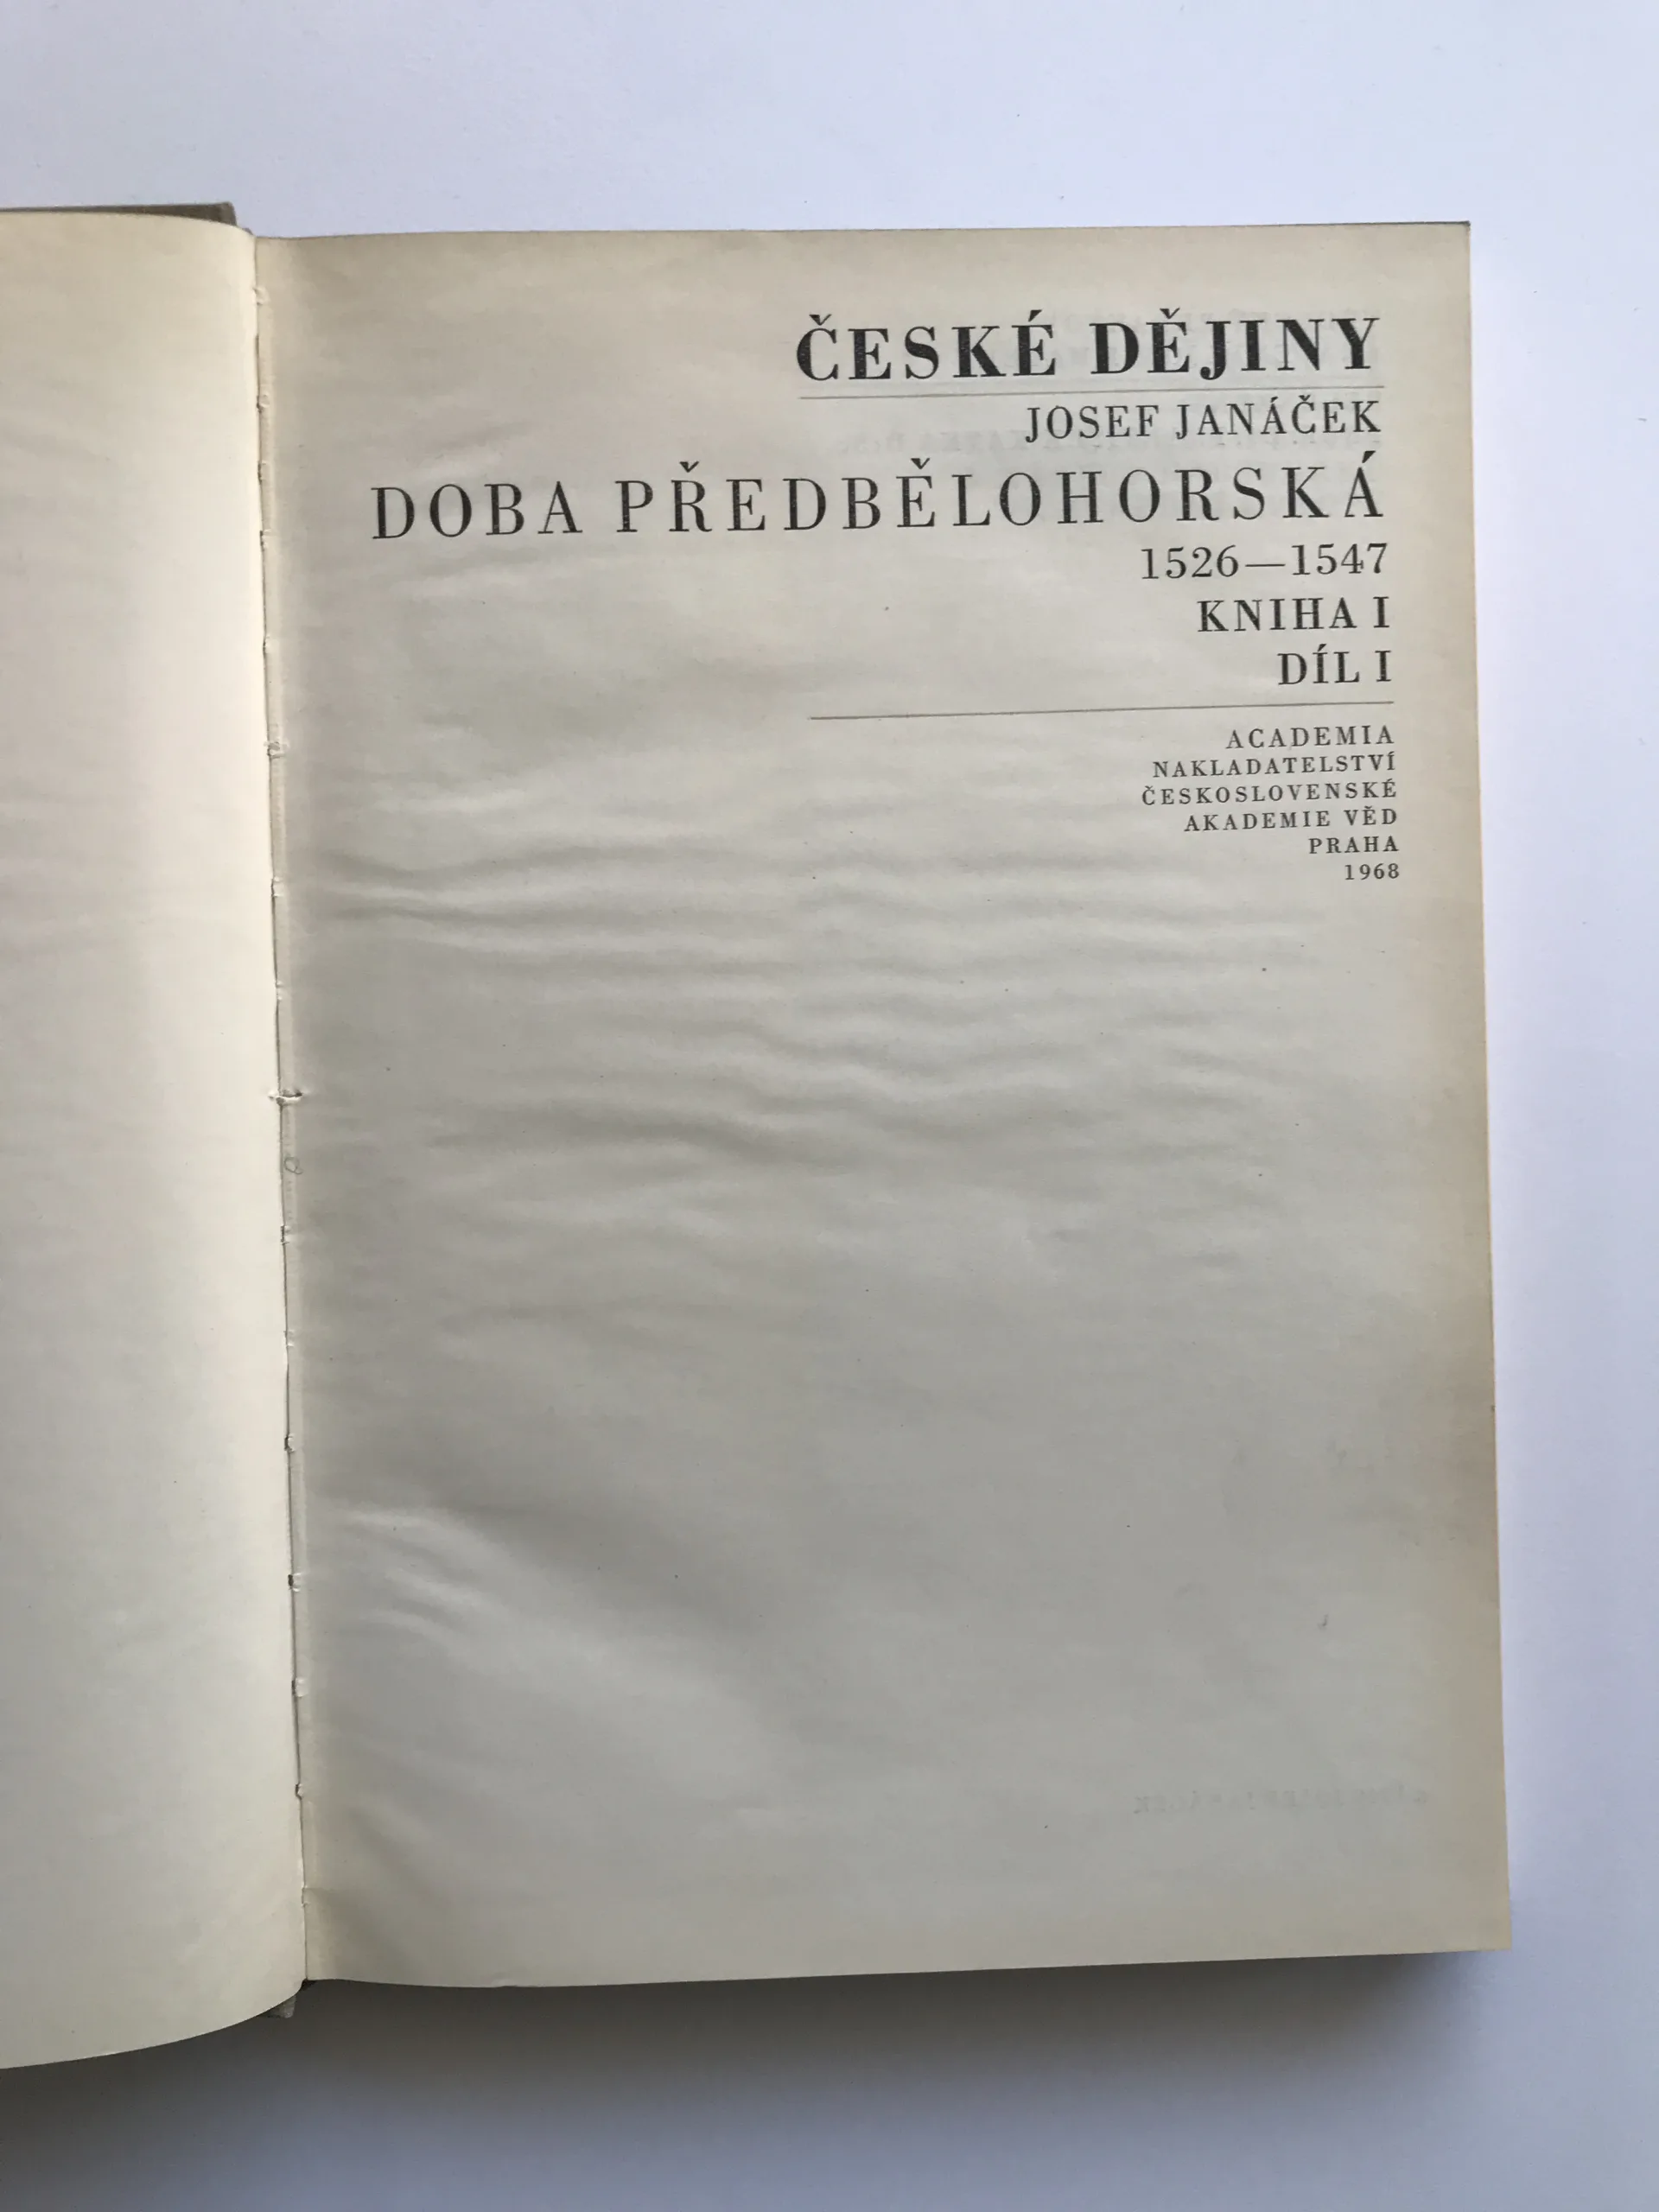 ČESKÉ DĚJINY
JOSEF JANÁČEK
DOBA PŘEDBĚLOHORSKÁ
1526—1547
KNIHA I
DÍL I
ACADEMIA
NAKLADATELSTVÍ
ČESKOSLOVENSKÉ
AKADEMIE VĚD
PRAHA
1968